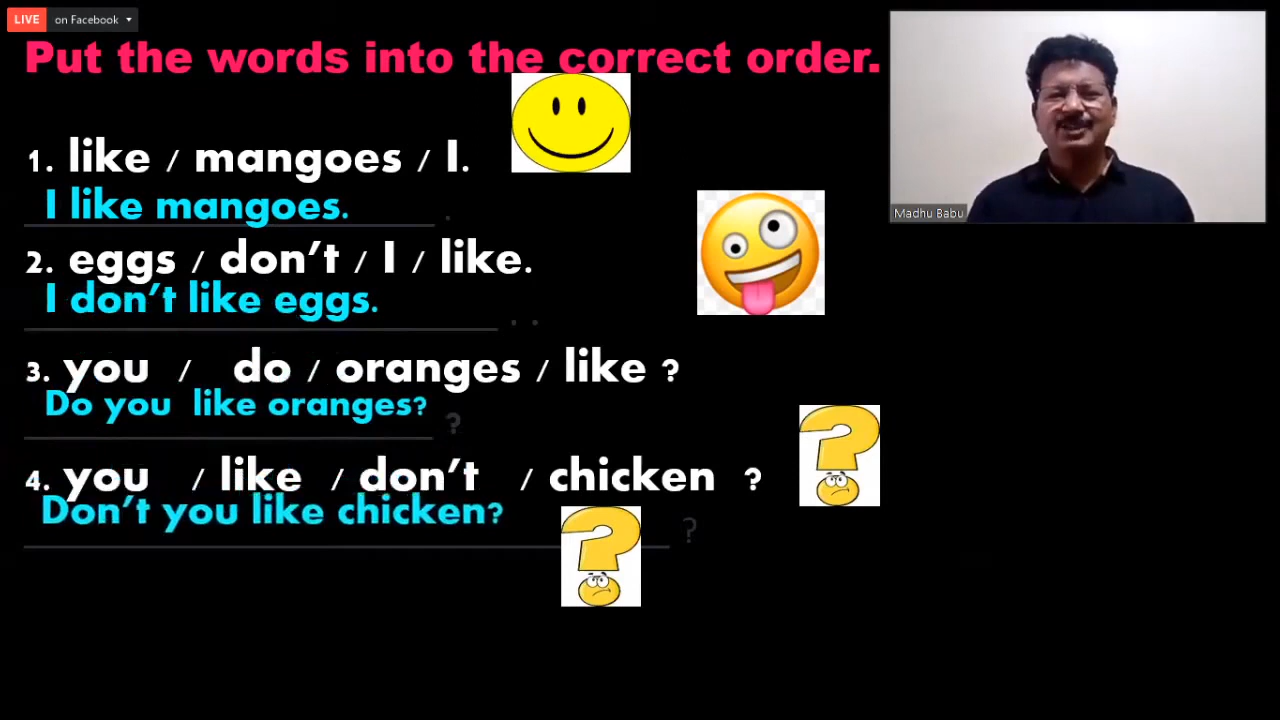 LIVE on Facebook
Put the words into the correct order.
1. like / mangoes / I.
I like mangoes.
.
2. eggs / don't / I / like.
I don't like eggs.
. .
3. you / do / oranges / like ?
Do you like oranges?
?
4. you / like / don't / chicken ?
Don't you like chicken?
?
Madhu Babu